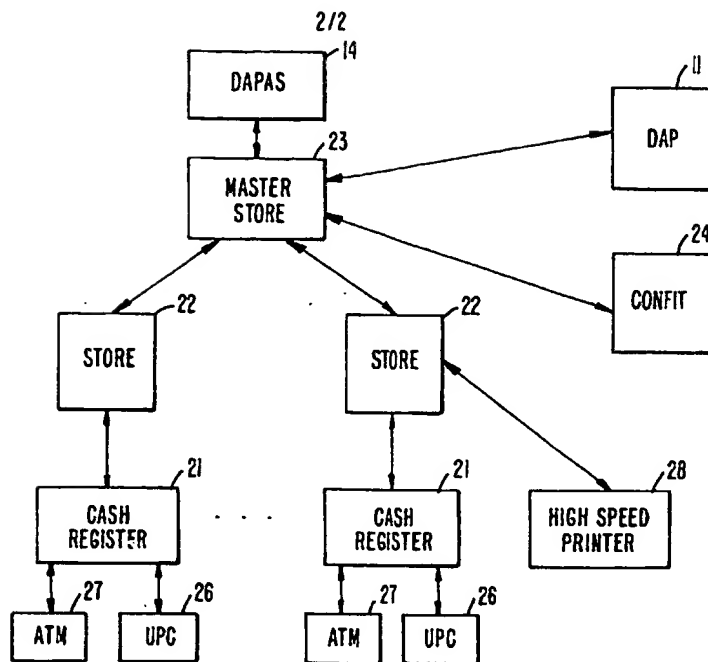 2/2
14
DAPAS
11
DAP
23
MASTER
STORE
24
CONFIT
22
STORE
22
STORE
21
CASH
REGISTER
. . .
21
CASH
REGISTER
28
HIGH SPEED
PRINTER
27
ATM
26
UPC
27
ATM
26
UPC